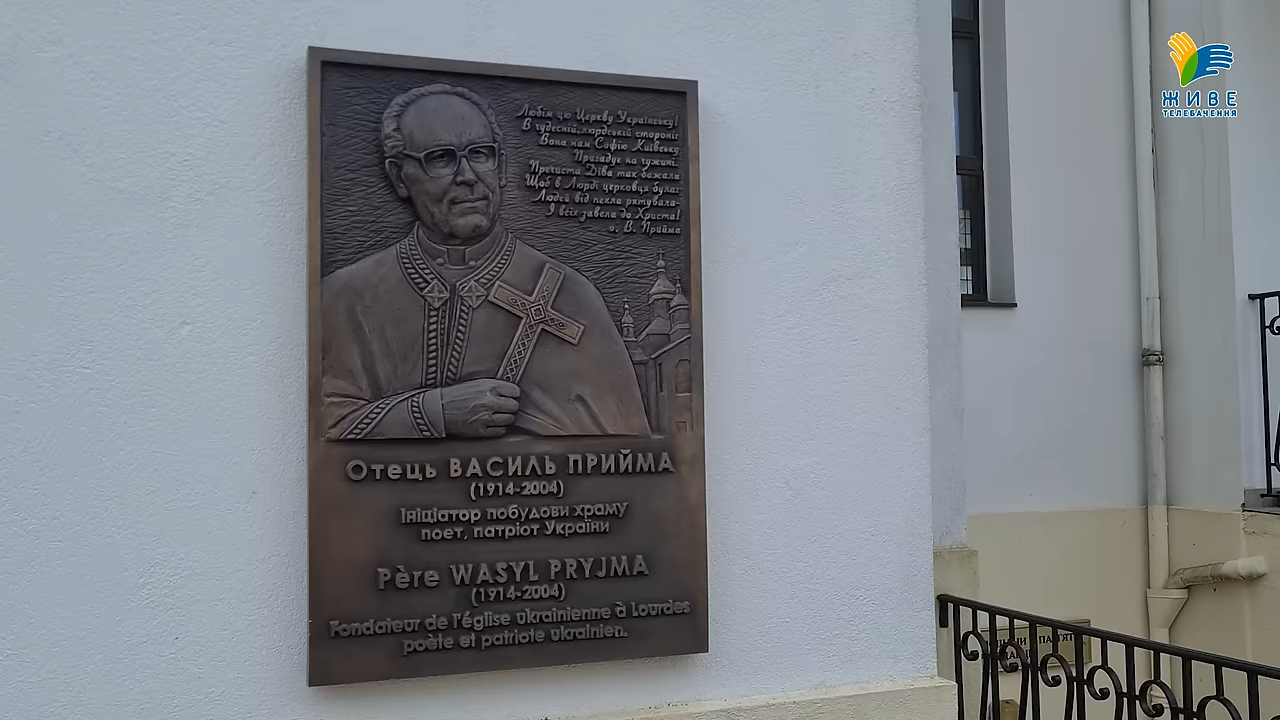 Любім цю Церкву Українську!
В чудесній, люрдській стороні:
Вона нам Софію Київську
Пригадує на чужині.
Пречиста Діва так бажала
Щоб в Люрді церковця була:
Людей від пекла рятувала-
І всіх завела до Христа!
о. В. Прийма
Отець ВАСИЛЬ ПРИЙМА
(1914-2004)
Ініціатор побудови храму
поет, патріот України
Père WASYL PRYJMA
(1914-2004)
Fondateur de l'église ukrainienne à Lourdes
poète et patriote ukrainien.
ЖИВЕ
ТЕЛЕБАЧЕННЯ